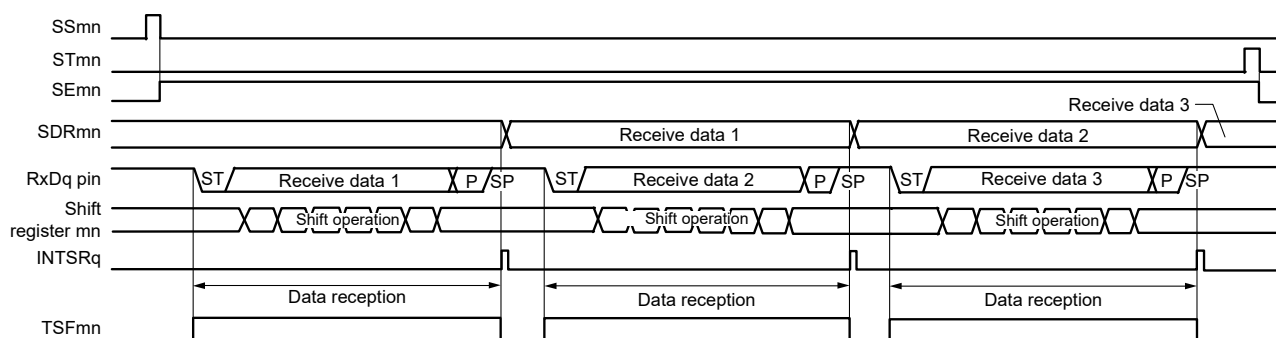 SSmn
STmn
SEmn
Receive data 3
SDRmn Receive data 1 Receive data 2
RxDq pin ST Receive data 1 P SP ST Receive data 2 P SP ST Receive data 3 P SP
Shift Shift operation Shift operation Shift operation
register mn
INTSRq
Data reception Data reception Data reception
TSFmn